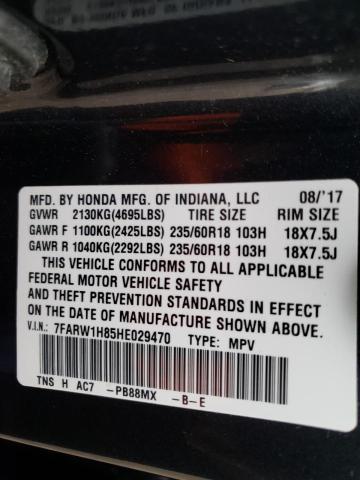 MFD. BY HONDA MFG. OF INDIANA, LLC 08/'17
GVWR 2130KG(4695LBS) TIRE SIZE RIM SIZE
GAWR F 1100KG(2425LBS) 235/60R18 103H 18X7.5J
GAWR R 1040KG(2292LBS) 235/60R18 103H 18X7.5J
THIS VEHICLE CONFORMS TO ALL APPLICABLE
FEDERAL MOTOR VEHICLE SAFETY
AND THEFT PREVENTION STANDARDS IN EFFECT
ON THE DATE OF MANUFACTURE SHOWN ABOVE.
V.I.N.: 7FARW1H85HE029470 TYPE: MPV
TNS H AC7 -PB88MX -B-E